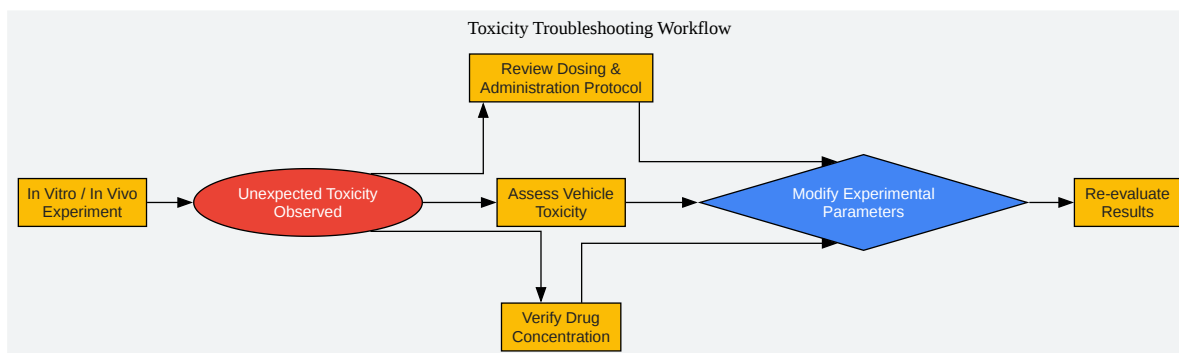 Toxicity Troubleshooting Workflow
Review Dosing &
Administration Protocol
In Vitro / In Vivo
Experiment
Unexpected Toxicity
Observed
Assess Vehicle
Toxicity
Modify Experimental
Parameters
Re-evaluate
Results
Verify Drug
Concentration